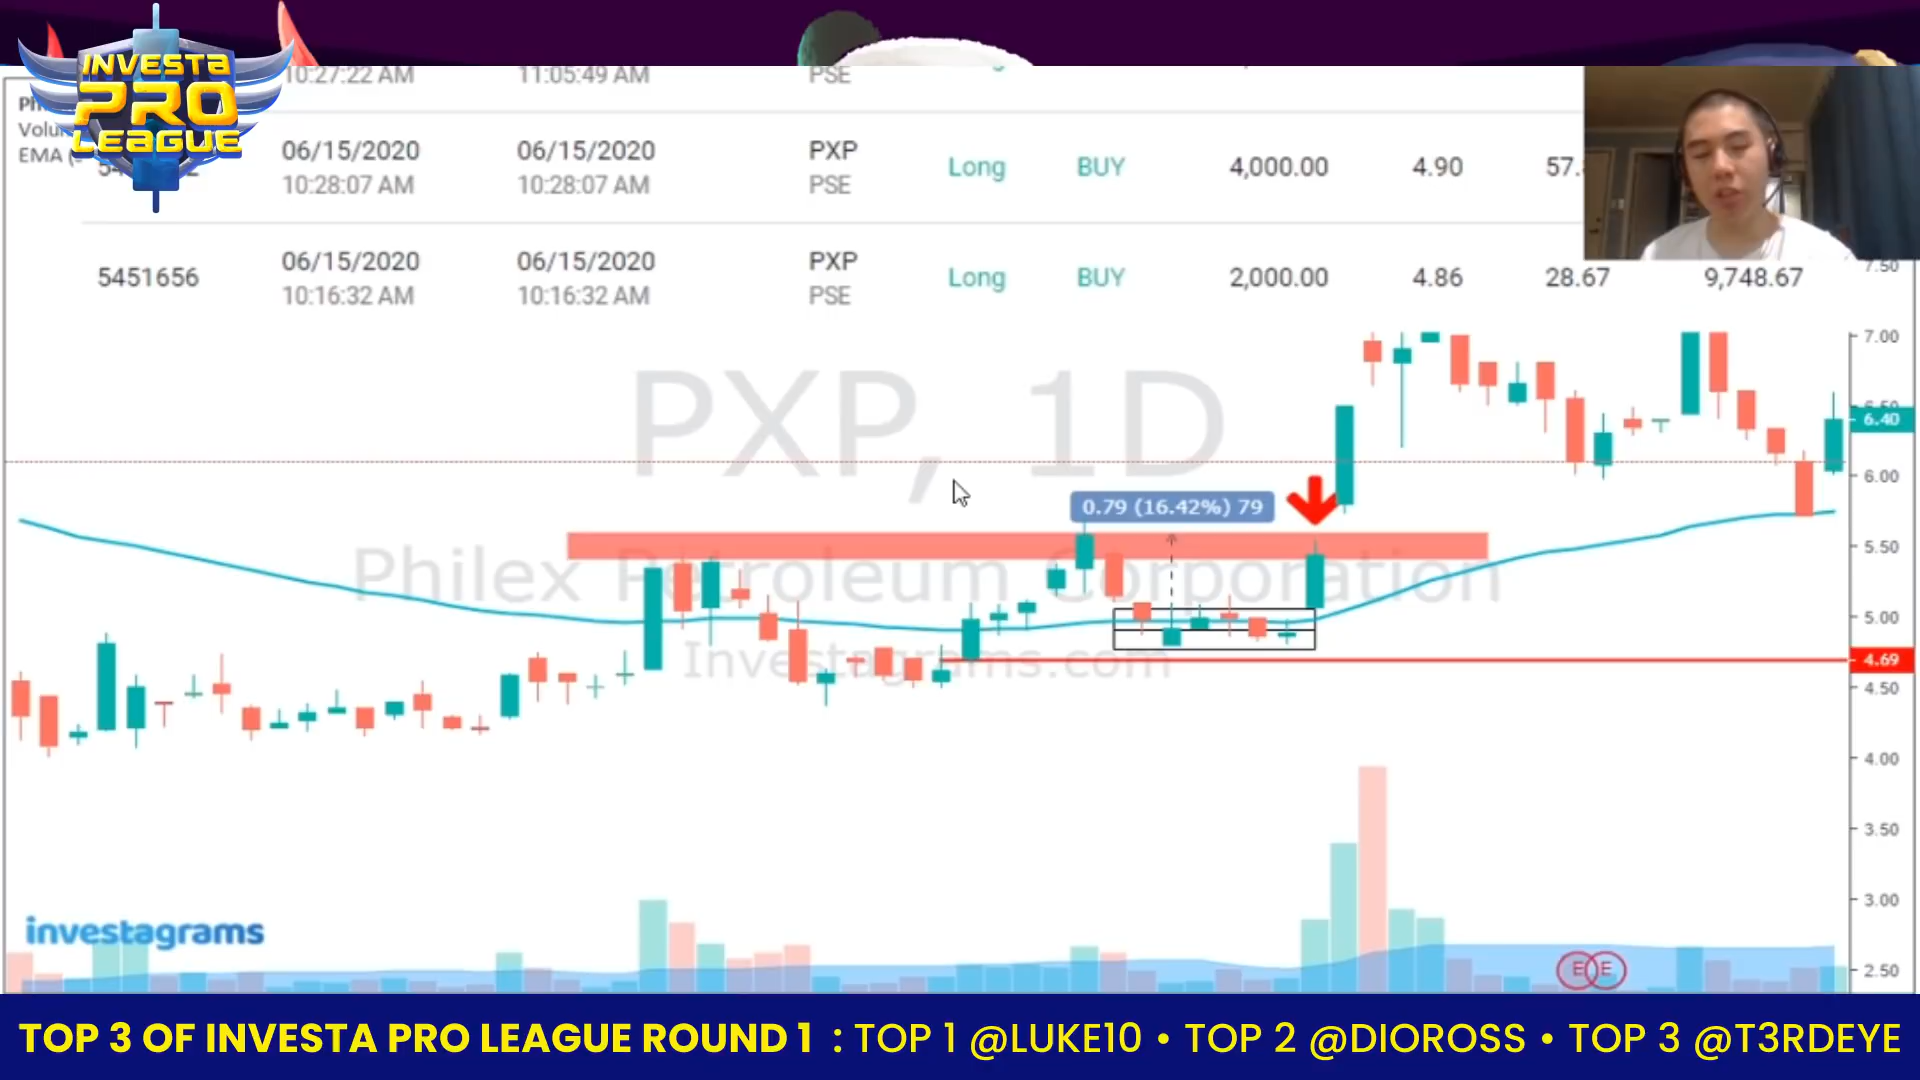 INVESTA
PRO
LEAGUE
10:27:22 AM 11:05:49 AM PSE
Volu
EMA
06/15/2020 06/15/2020 PXP Long BUY 4,000.00 4.90 57.
10:28:07 AM 10:28:07 AM PSE
5451656 06/15/2020 06/15/2020 PXP Long BUY 2,000.00 4.86 28.67 9,748.67
10:16:32 AM 10:16:32 AM PSE
7.50
7.00
PXP, 1D
6.50
6.40
6.00
0.79 (16.42%) 79
5.50
Philex Petroleum Corporation
5.00
Investagrams.com
4.69
4.50
4.00
3.50
3.00
investagrams
E E
2.50
TOP 3 OF INVESTA PRO LEAGUE ROUND 1 : TOP 1 @LUKE10 • TOP 2 @DIOROSS • TOP 3 @T3RDEYE